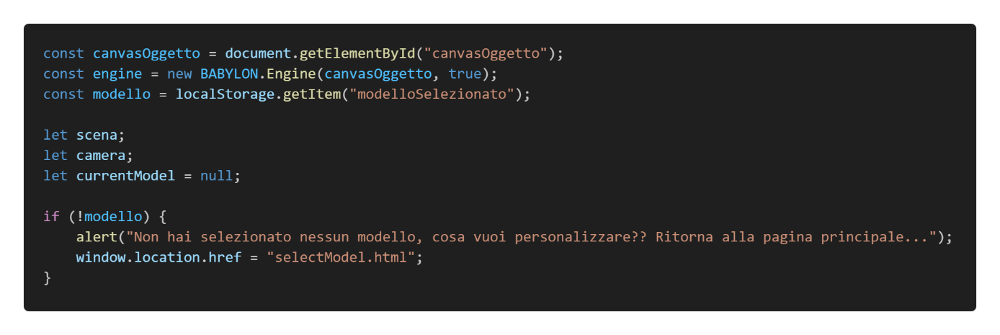 const canvasOggetto = document.getElementById("canvasOggetto");
const engine = new BABYLON.Engine(canvasOggetto, true);
const modello = localStorage.getItem("modelloSelezionato");
let scena;
let camera;
let currentModel = null;
if (!modello) {
    alert("Non hai selezionato nessun modello, cosa vuoi personalizzare?? Ritorna alla pagina principale...");
    window.location.href = "selectModel.html";
}